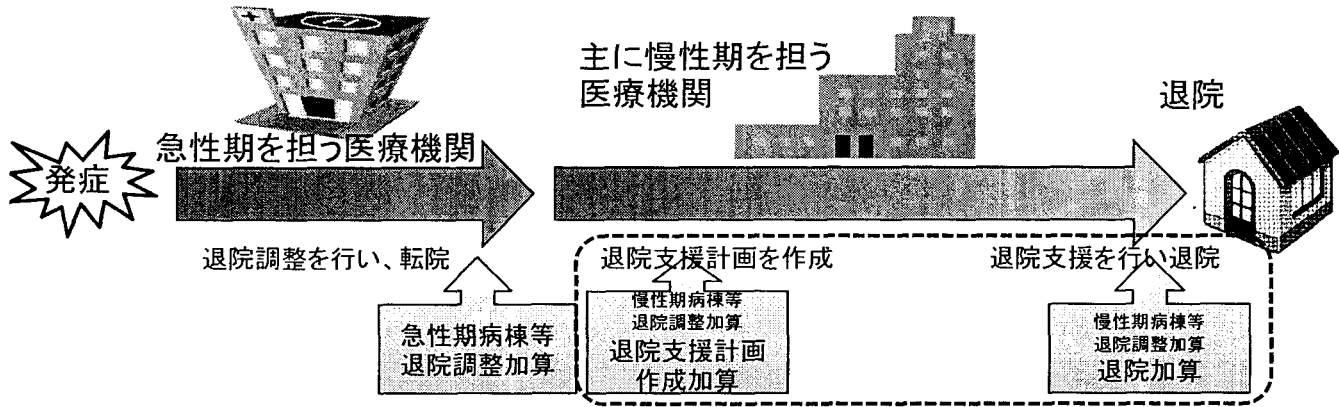 主に慢性期を担う
医療機関
退院
急性期を担う医療機関
発症
退院調整を行い、転院
退院支援計画を作成
退院支援を行い退院
急性期病棟等
退院調整加算
慢性期病棟等
退院調整加算
退院支援計画
作成加算
慢性期病棟等
退院調整加算
退院加算